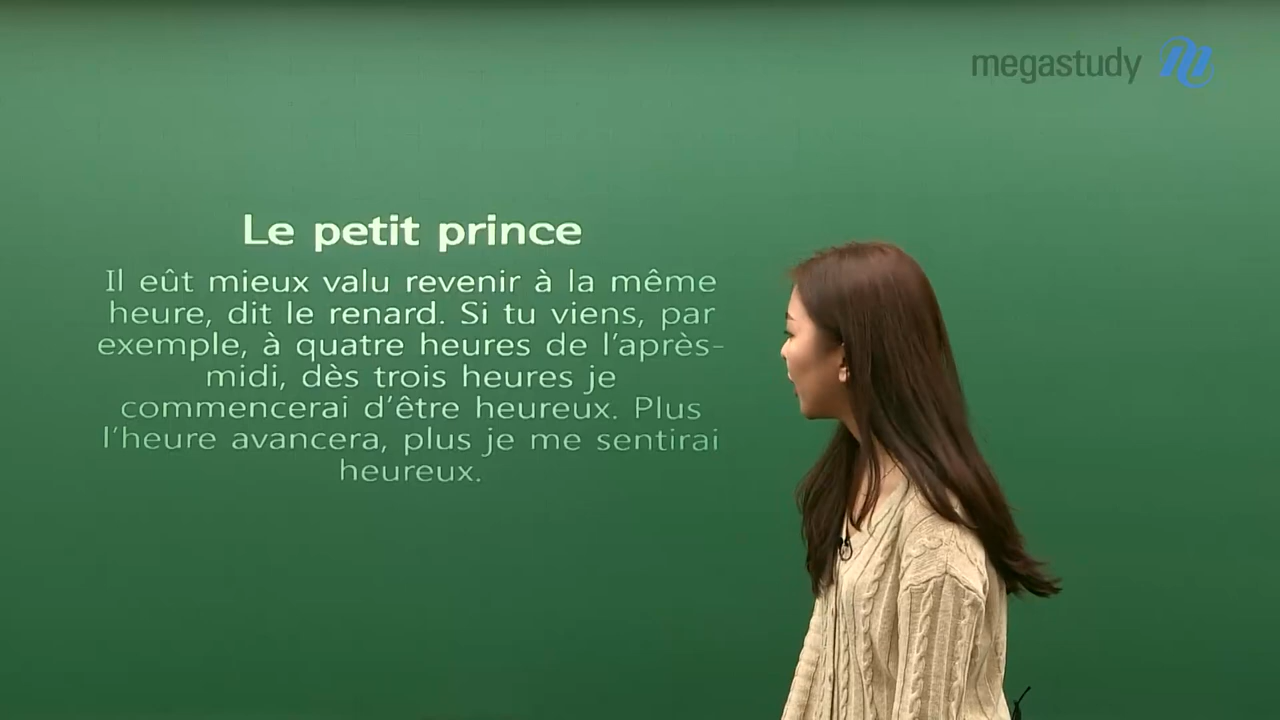 megastudy
Le petit prince
Il eût mieux valu revenir à la même
heure, dit le renard. Si tu viens, par
exemple, à quatre heures de l’après-
midi, dès trois heures je
commencerai d’être heureux. Plus
l’heure avancera, plus je me sentirai
heureux.